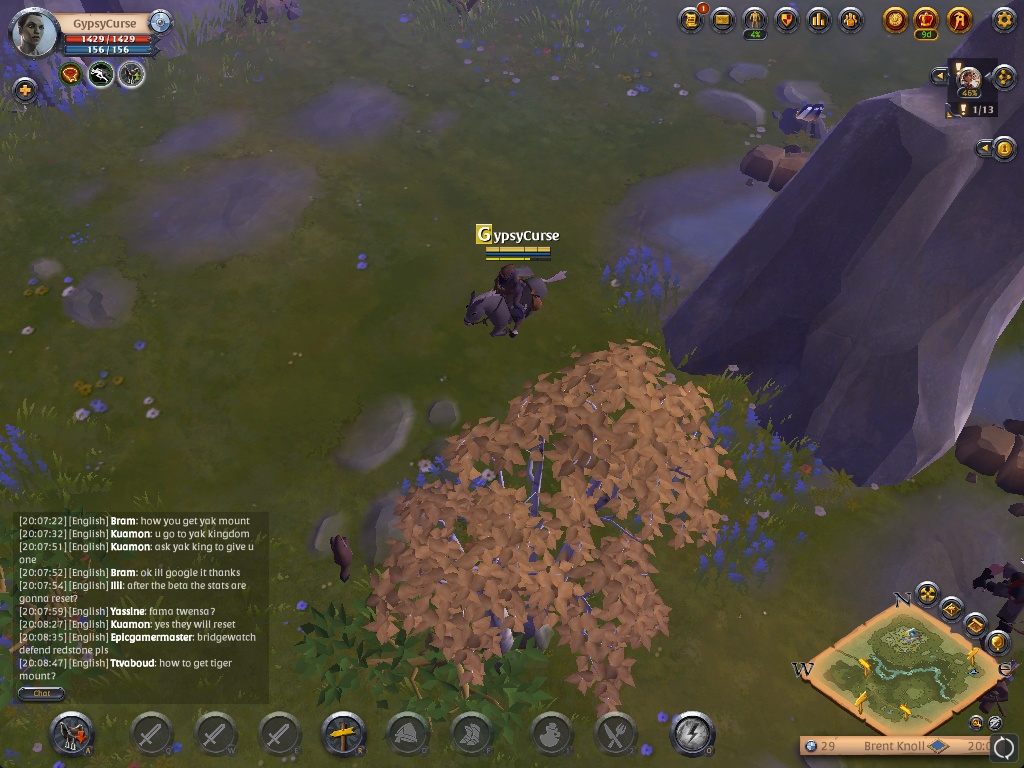 GypsyCurse
1429 / 1429
156 / 156
1
4%
9d
46%
1/13
GypsyCurse
[20:07:22] [English] Bram: how you get yak mount
[20:07:32] [English] Kuamon: u go to yak kingdom
[20:07:51] [English] Kuamon: ask yak king to give u
one
[20:07:52] [English] Bram: ok ill google it thanks
[20:07:54] [English] Illi: after the beta the stats are
gonna reset?
[20:07:59] [English] Yassine: fama twensa ?
[20:08:27] [English] Kuamon: yes they will reset
[20:08:35] [English] Epicgamermaster: bridgewatch
defend redstone pls
[20:08:47] [English] Ttvaboud: how to get tiger
mount?
Chat
N
W
E
A
Q
W
E
R
D
F
29
Brent Knoll